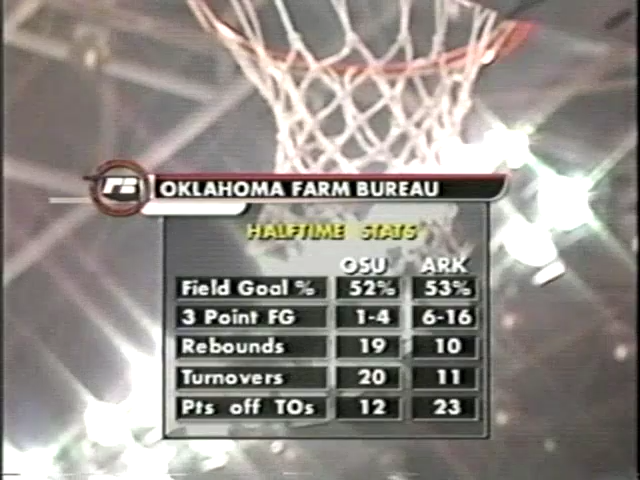 FB OKLAHOMA FARM BUREAU
HALFTIME STATS
OSU ARK
Field Goal % 52% 53%
3 Point FG 1-4 6-16
Rebounds 19 10
Turnovers 20 11
Pts off TOs 12 23